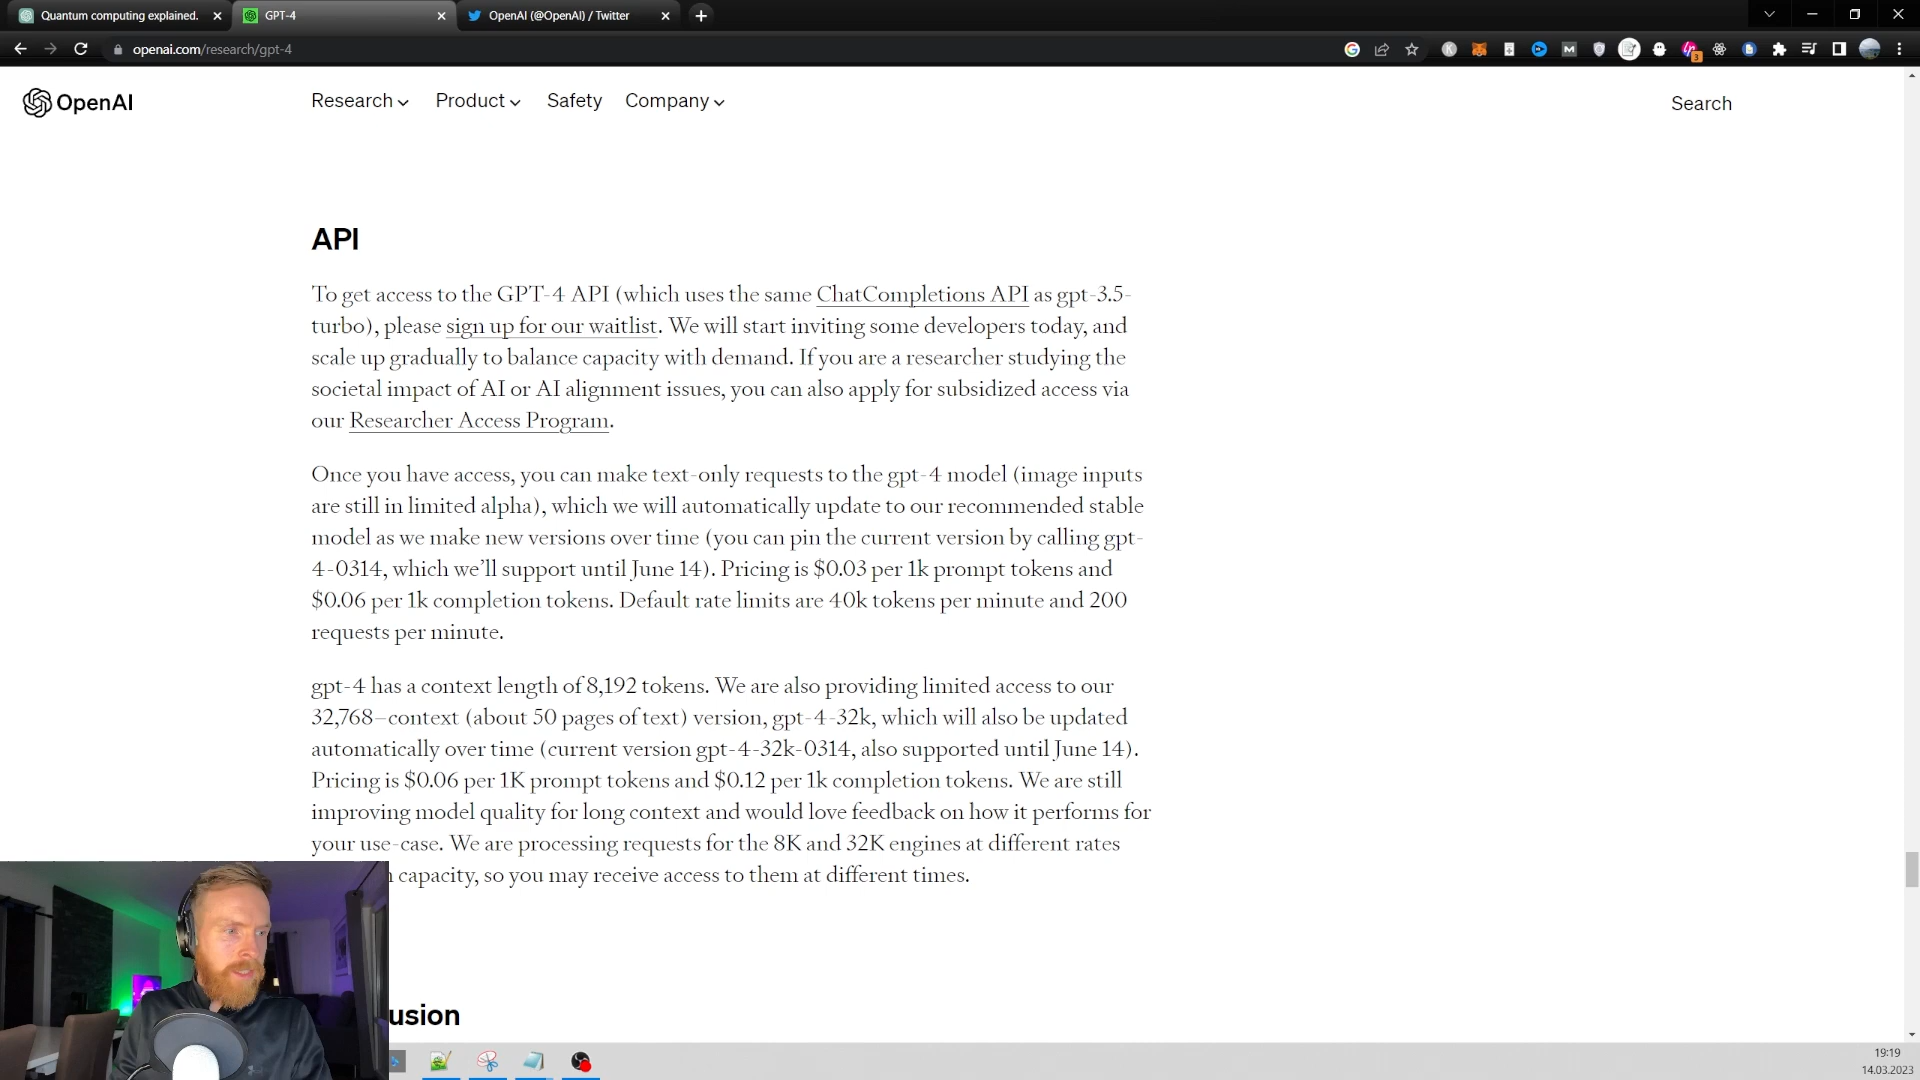 Quantum computing explained.
GPT-4
OpenAI (@OpenAI) / Twitter
openai.com/research/gpt-4
3
OpenAI
Research
Product
Safety
Company
Search
API
To get access to the GPT-4 API (which uses the same ChatCompletions API as gpt-3.5-
turbo), please sign up for our waitlist. We will start inviting some developers today, and
scale up gradually to balance capacity with demand. If you are a researcher studying the
societal impact of AI or AI alignment issues, you can also apply for subsidized access via
our Researcher Access Program.
Once you have access, you can make text-only requests to the gpt-4 model (image inputs
are still in limited alpha), which we will automatically update to our recommended stable
model as we make new versions over time (you can pin the current version by calling gpt-
4-0314, which we’ll support until June 14). Pricing is $0.03 per 1k prompt tokens and
$0.06 per 1k completion tokens. Default rate limits are 40k tokens per minute and 200
requests per minute.
gpt-4 has a context length of 8,192 tokens. We are also providing limited access to our
32,768–context (about 50 pages of text) version, gpt-4-32k, which will also be updated
automatically over time (current version gpt-4-32k-0314, also supported until June 14).
Pricing is $0.06 per 1K prompt tokens and $0.12 per 1k completion tokens. We are still
improving model quality for long context and would love feedback on how it performs for
your use-case. We are processing requests for the 8K and 32K engines at different rates
capacity, so you may receive access to them at different times.
usion
19:19
14.03.2023